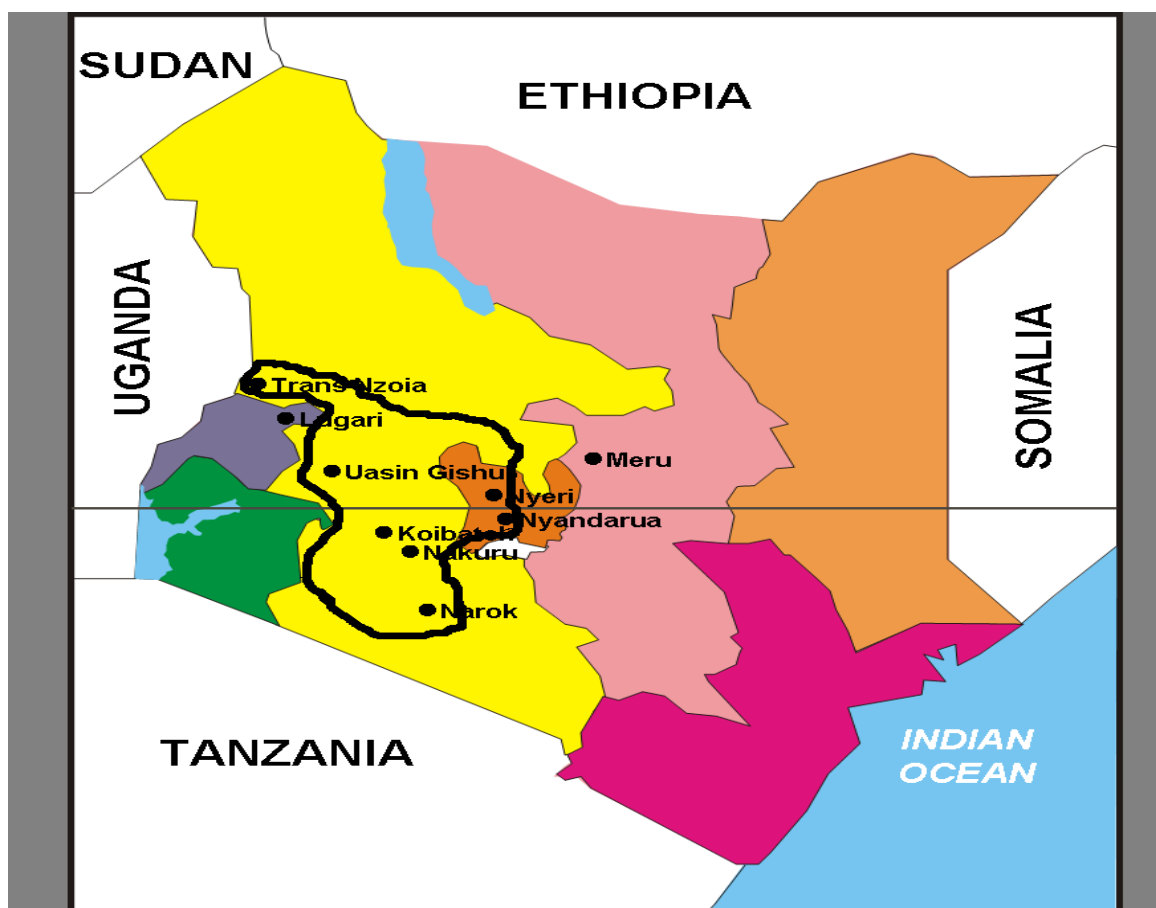 SUDAN
ETHIOPIA
UGANDA
SOMALIA
Trans Nzoia
Lugari
Uasin Gishu
Meru
Nyeri
Nyandarua
Koibatek
Nakuru
Narok
TANZANIA
INDIAN
OCEAN